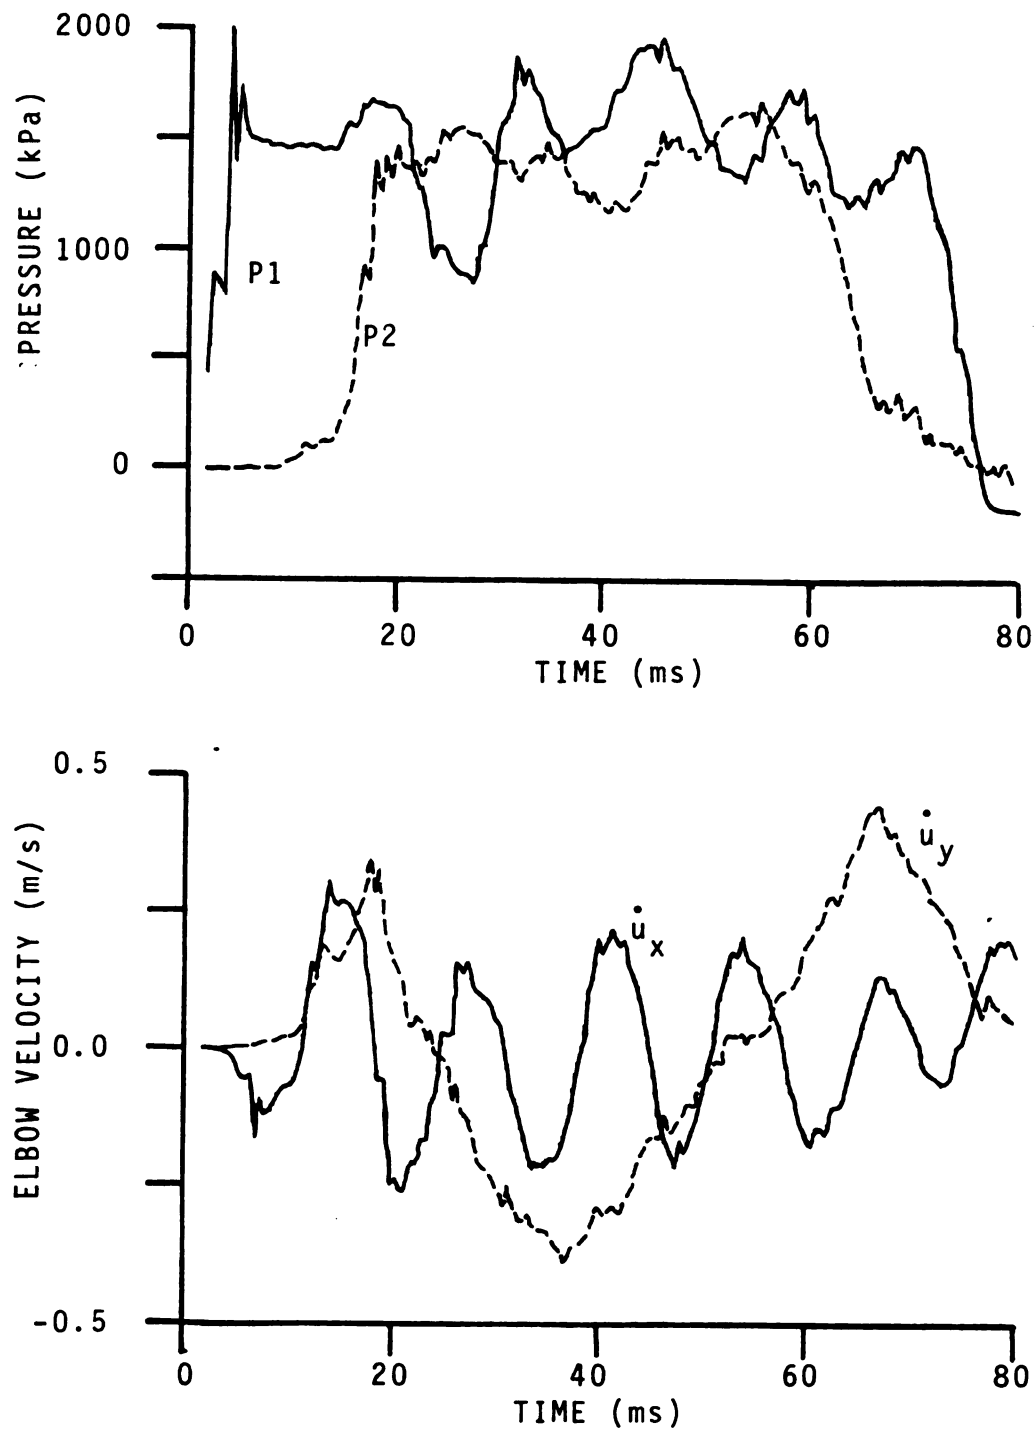 2000
1000
0
PRESSURE (kPa)
P1
P2
0 20 40 60 80
TIME (ms)
0.5
0.0
-0.5
ELBOW VELOCITY (m/s)
u̇y
u̇x
0 20 40 60 80
TIME (ms)